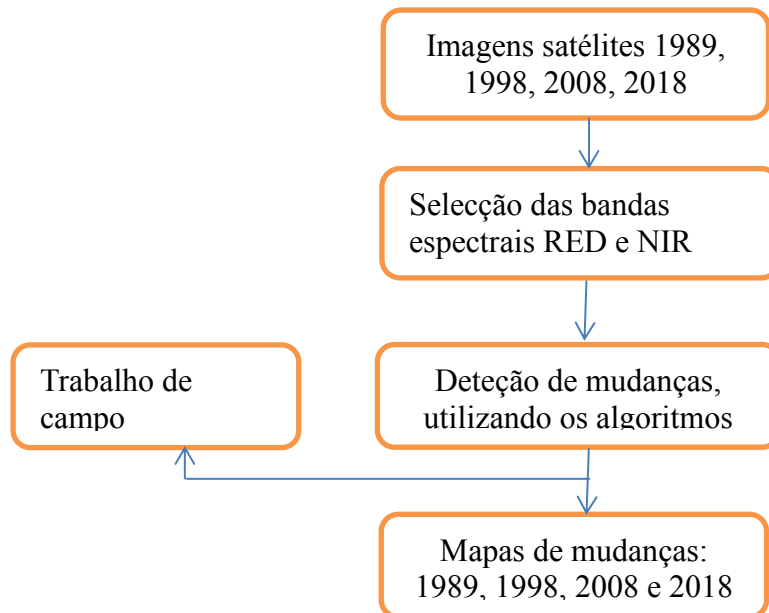 Imagens satélites 1989,
1998, 2008, 2018
Selecção das bandas
espectrais RED e NIR
Trabalho de
campo
Deteção de mudanças,
utilizando os algoritmos
Mapas de mudanças:
1989, 1998, 2008 e 2018